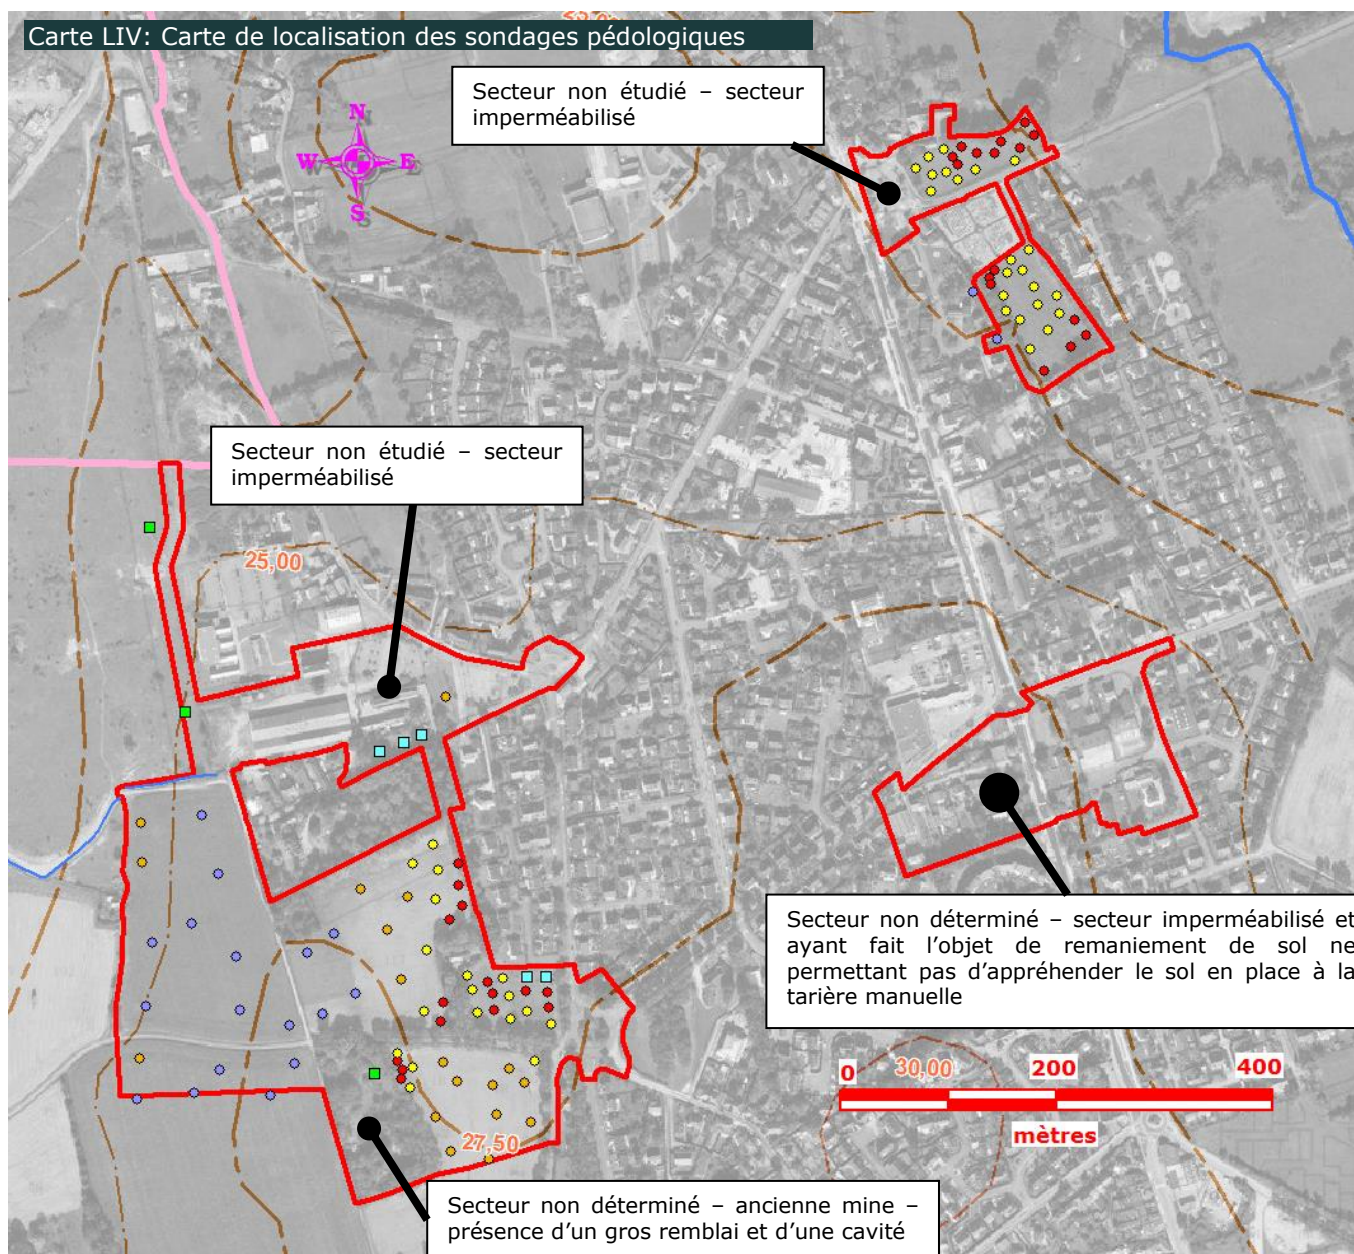 Carte LIV: Carte de localisation des sondages pédologiques
Secteur non étudié – secteur
imperméabilisé
N
W E
S
Secteur non étudié – secteur
imperméabilisé
25,00
Secteur non déterminé – secteur imperméabilisé et
ayant fait l'objet de remaniement de sol ne
permettant pas d'appréhender le sol en place à la
tarière manuelle
0 200 400
30,00
mètres
27,50
Secteur non déterminé – ancienne mine –
présence d'un gros remblai et d'une cavité